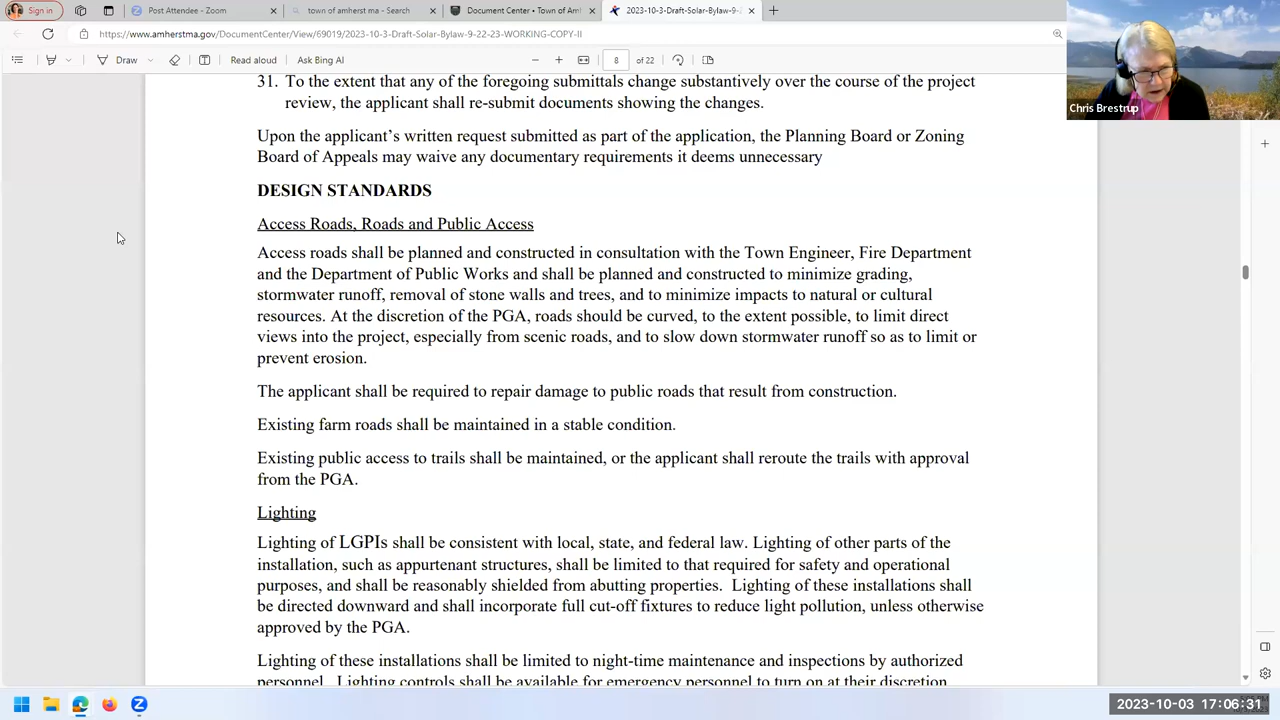 Sign in
Post Attendee - Zoom
town of amherst ma - Search
Document Center • Town of Am
2023-10-3-Draft-Solar-Bylaw-9-2
https://www.amherstma.gov/DocumentCenter/View/69019/2023-10-3-Draft-Solar-Bylaw-9-22-23-WORKING-COPY-II
Draw
Read aloud
Ask Bing AI
8 of 22
Chris Brestrup
31. To the extent that any of the foregoing submittals change substantively over the course of the project
review, the applicant shall re-submit documents showing the changes.
Upon the applicant's written request submitted as part of the application, the Planning Board or Zoning
Board of Appeals may waive any documentary requirements it deems unnecessary
DESIGN STANDARDS
Access Roads, Roads and Public Access
Access roads shall be planned and constructed in consultation with the Town Engineer, Fire Department
and the Department of Public Works and shall be planned and constructed to minimize grading,
stormwater runoff, removal of stone walls and trees, and to minimize impacts to natural or cultural
resources. At the discretion of the PGA, roads should be curved, to the extent possible, to limit direct
views into the project, especially from scenic roads, and to slow down stormwater runoff so as to limit or
prevent erosion.
The applicant shall be required to repair damage to public roads that result from construction.
Existing farm roads shall be maintained in a stable condition.
Existing public access to trails shall be maintained, or the applicant shall reroute the trails with approval
from the PGA.
Lighting
Lighting of LGPIs shall be consistent with local, state, and federal law. Lighting of other parts of the
installation, such as appurtenant structures, shall be limited to that required for safety and operational
purposes, and shall be reasonably shielded from abutting properties. Lighting of these installations shall
be directed downward and shall incorporate full cut-off fixtures to reduce light pollution, unless otherwise
approved by the PGA.
Lighting of these installations shall be limited to night-time maintenance and inspections by authorized
personnel. Lighting controls shall be available for emergency personnel to turn on at their discretion
2023-10-03 17:06:31